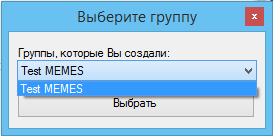 Выберите группу
x
Группы, которые Вы создали:
Test MEMES
Test MEMES
Выбрать